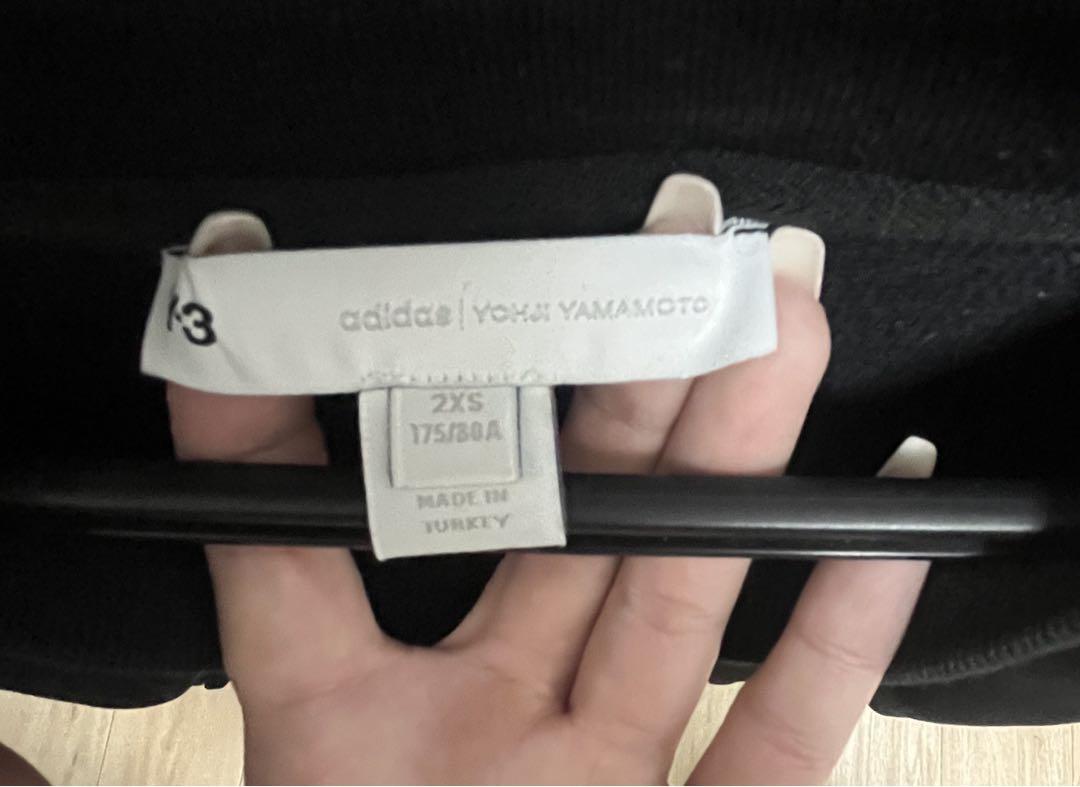 Y-3 adidas | YOHJI YAMAMOTO
2XS
175/80A
MADE IN
TURKEY